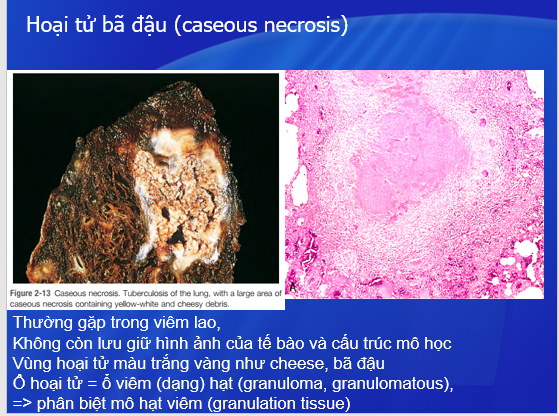 Hoại tử bã đậu (caseous necrosis)
Figure 2-13 Caseous necrosis. Tuberculosis of the lung, with a large area of
caseous necrosis containing yellow-white and cheesy debris.
A
Thường gặp trong viêm lao,
Không còn lưu giữ hình ảnh của tế bào và cấu trúc mô học
Vùng hoại tử màu trắng vàng như cheese, bã đậu
Ổ hoại tử = ổ viêm (dạng) hạt (granuloma, granulomatous),
=> phân biệt mô hạt viêm (granulation tissue)